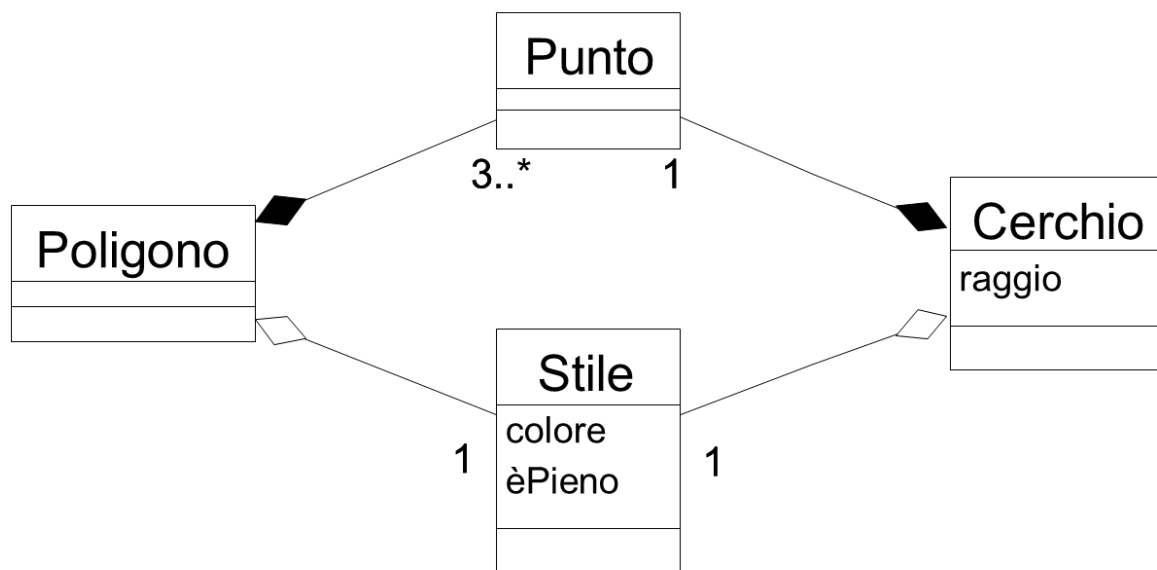 Punto
3..*
1
Poligono
Cerchio
raggio
Stile
colore
èPieno
1
1